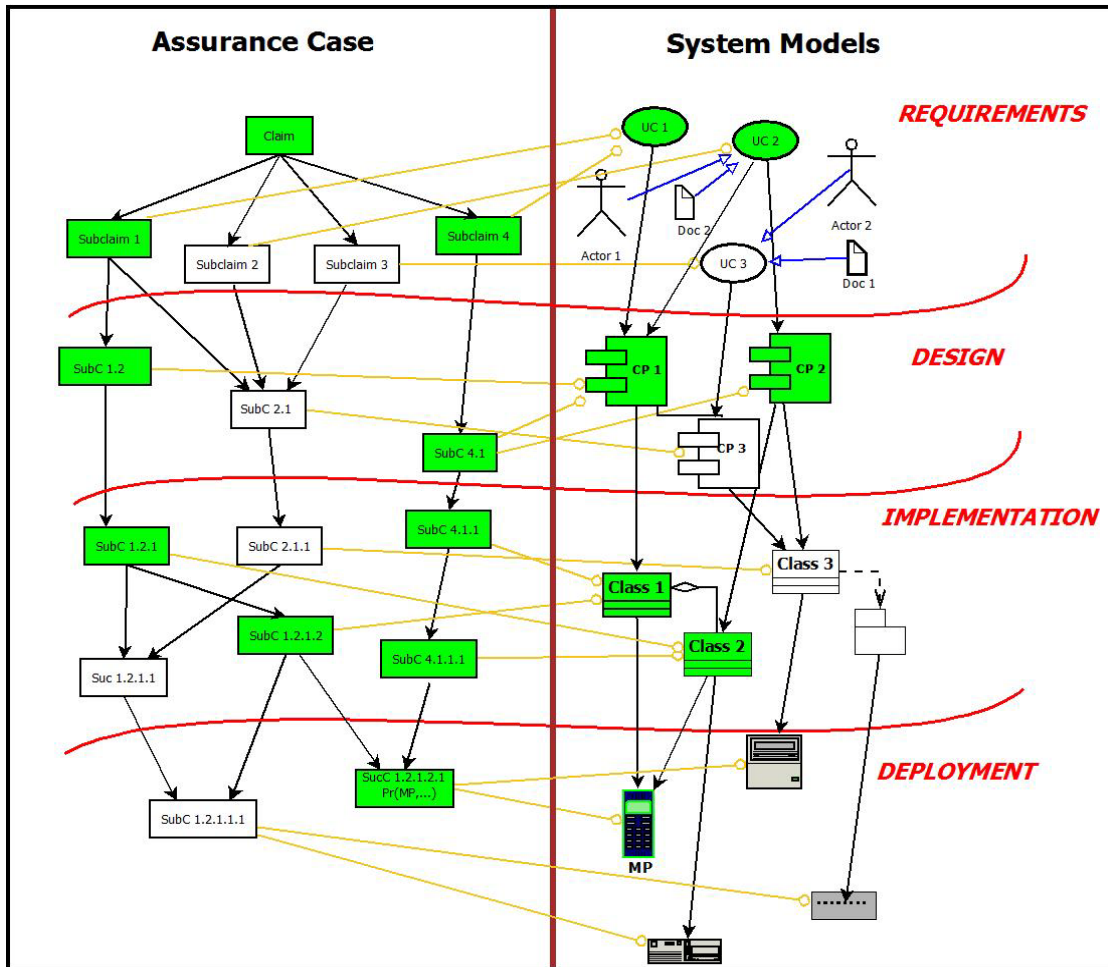 Assurance Case
System Models
REQUIREMENTS
Claim
UC 1
UC 2
Subclaim 1
Subclaim 2
Subclaim 3
Subclaim 4
Actor 1
Doc 2
Actor 2
UC 3
Doc 1
DESIGN
SubC 1.2
SubC 2.1
SubC 4.1
CP 1
CP 2
CP 3
IMPLEMENTATION
SubC 1.2.1
SubC 2.1.1
SubC 4.1.1
Class 1
Class 3
SubC 1.2.1.2
Suc 1.2.1.1
SubC 4.1.1.1
Class 2
DEPLOYMENT
SucC 1.2.1.2.1
Pr(MP,...)
SubC 1.2.1.1.1
MP